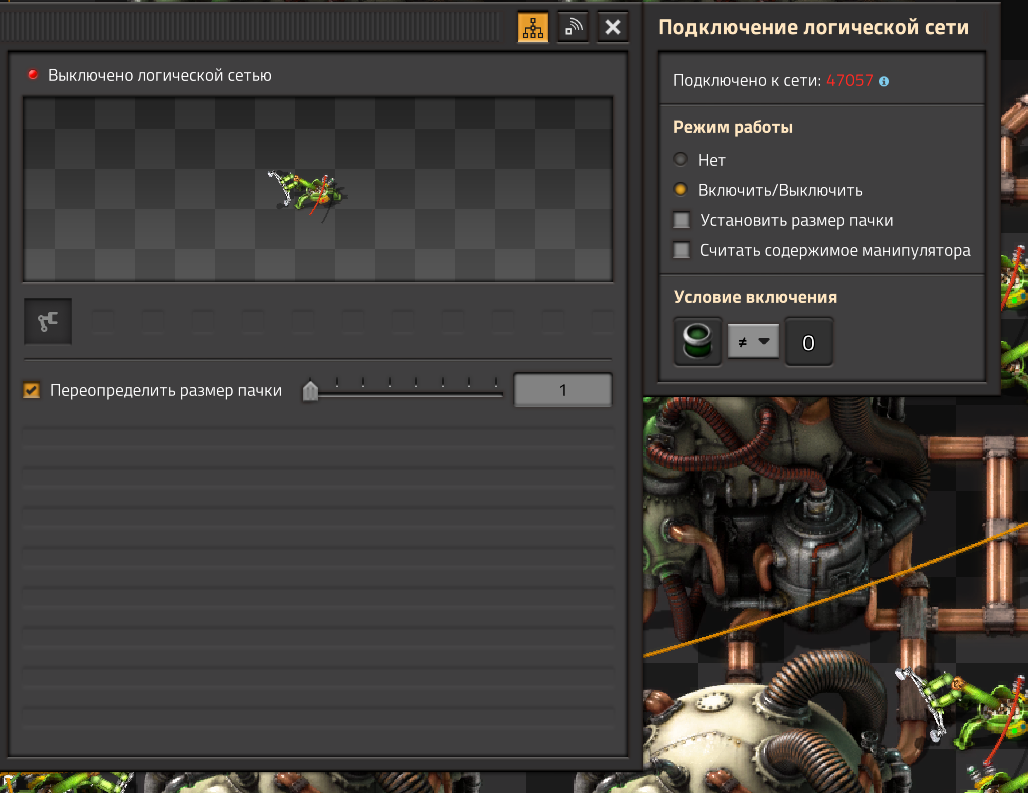 Выключено логической сетью
Переопределить размер пачки
1
Подключение логической сети
Подключено к сети: 47057
Режим работы
Нет
Включить/Выключить
Установить размер пачки
Считать содержимое манипулятора
Условие включения
≠ 0